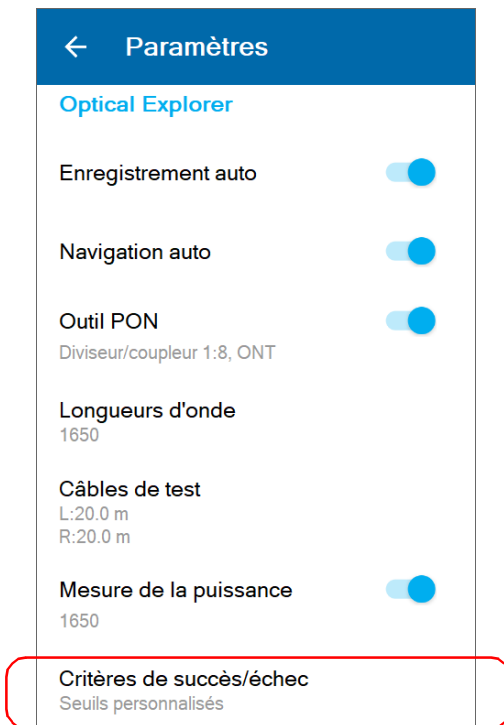 Paramètres
Optical Explorer
Enregistrement auto
Navigation auto
Outil PON
Diviseur/coupleur 1:8, ONT
Longueurs d'onde
1650
Câbles de test
L:20.0 m
R:20.0 m
Mesure de la puissance
1650
Critères de succès/échec
Seuils personnalisés